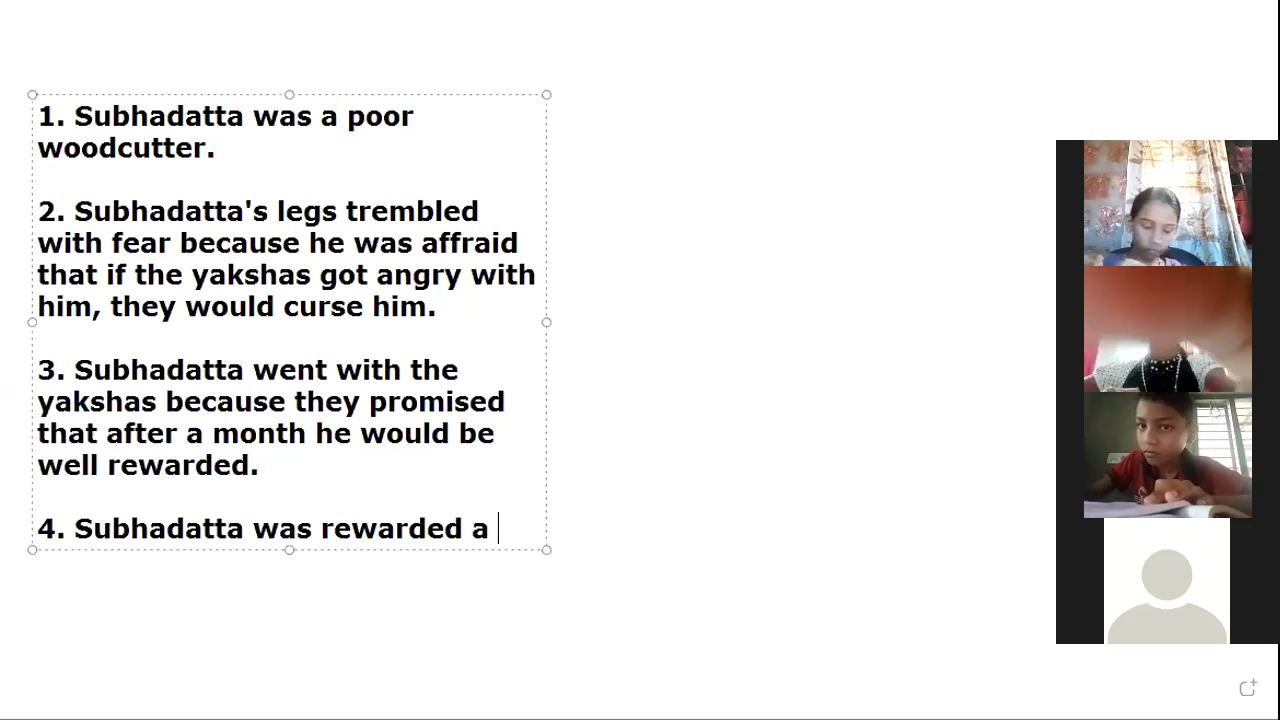 1. Subhadatta was a poor
woodcutter.
2. Subhadatta's legs trembled
with fear because he was affraid
that if the yakshas got angry with
him, they would curse him.
3. Subhadatta went with the
yakshas because they promised
that after a month he would be
well rewarded.
4. Subhadatta was rewarded a